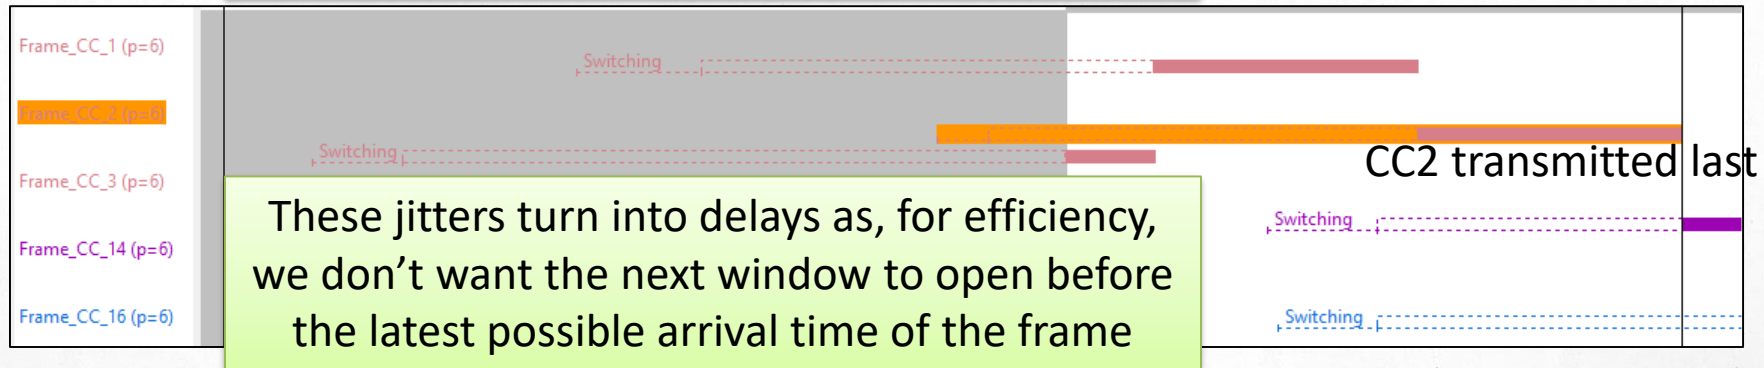 Frame_CC_1 (p=6)
Switching
Frame_CC_2 (p=6)
Switching
CC2 transmitted last
Frame_CC_3 (p=6)
These jitters turn into delays as, for efficiency,
we don’t want the next window to open before
the latest possible arrival time of the frame
Switching
Frame_CC_14 (p=6)
Frame_CC_16 (p=6)
Switching